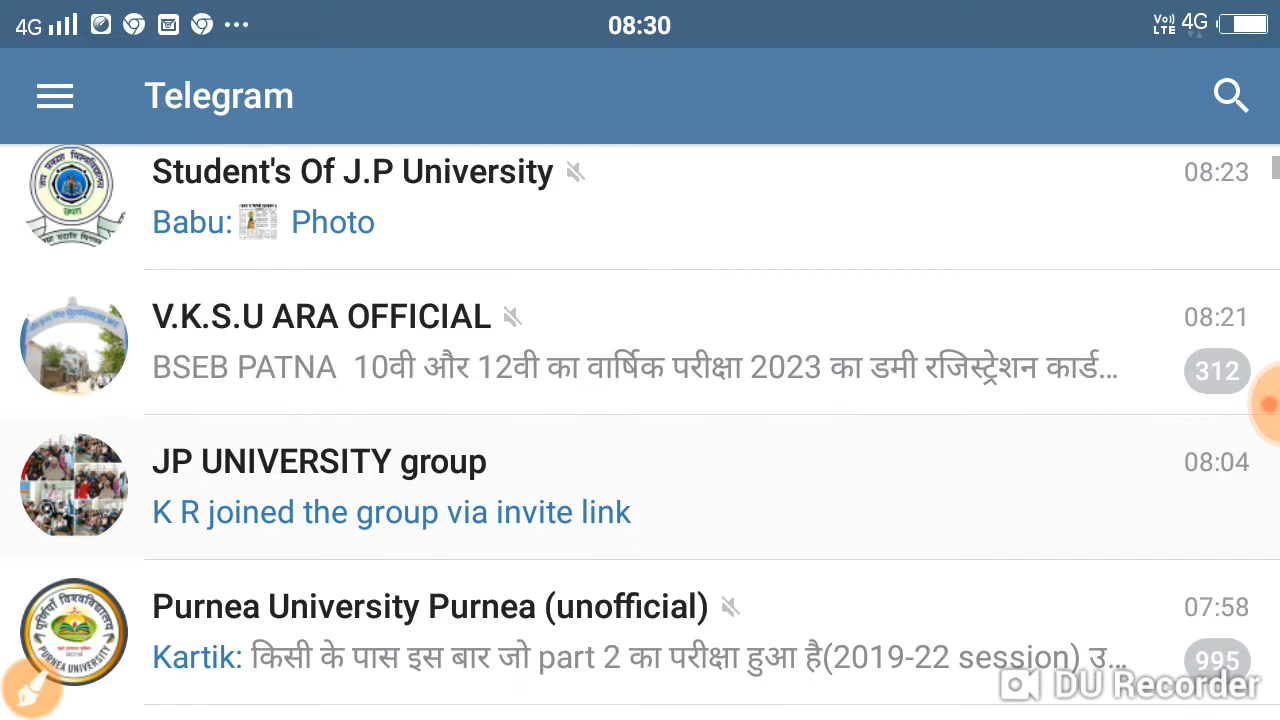 4G 08:30 Vo)) LTE 4G
Telegram
Student's Of J.P University 08:23
Babu: Photo
V.K.S.U ARA OFFICIAL 08:21
BSEB PATNA 10वी और 12वी का वार्षिक परीक्षा 2023 का डमी रजिस्ट्रेशन कार्ड... 312
JP UNIVERSITY group 08:04
K R joined the group via invite link
Purnea University Purnea (unofficial) 07:58
Kartik: किसी के पास इस बार जो part 2 का परीक्षा हुआ है(2019-22 session) उ... 995
DU Recorder